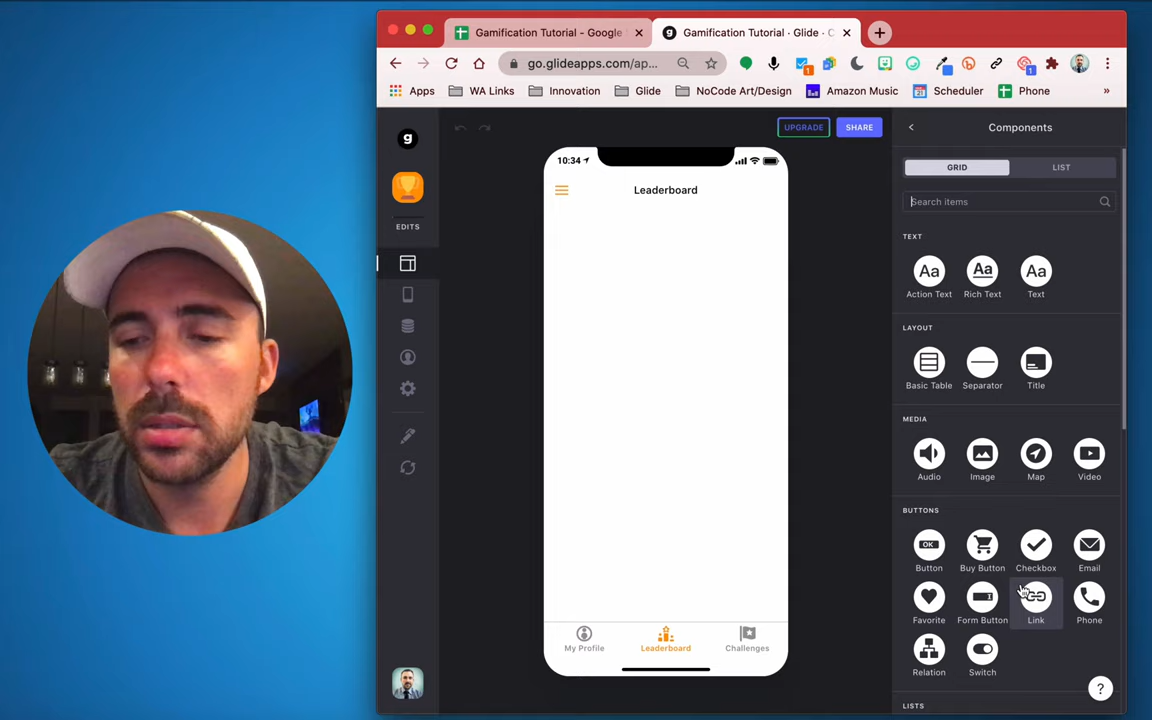 Gamification Tutorial - Google
Gamification Tutorial · Glide · C
go.glideapps.com/ap...
Apps
WA Links
Innovation
Glide
NoCode Art/Design
Amazon Music
Scheduler
Phone
»
g
EDITS
UPGRADE
SHARE
10:34
Leaderboard
My Profile
Leaderboard
Challenges
Components
GRID
LIST
Search items
TEXT
Aa
Aa
Aa
Action Text
Rich Text
Text
LAYOUT
Basic Table
Separator
Title
MEDIA
Audio
Image
Map
Video
BUTTONS
OK
Button
Buy Button
Checkbox
Email
Favorite
Form Button
Link
Phone
Relation
Switch
LISTS
?